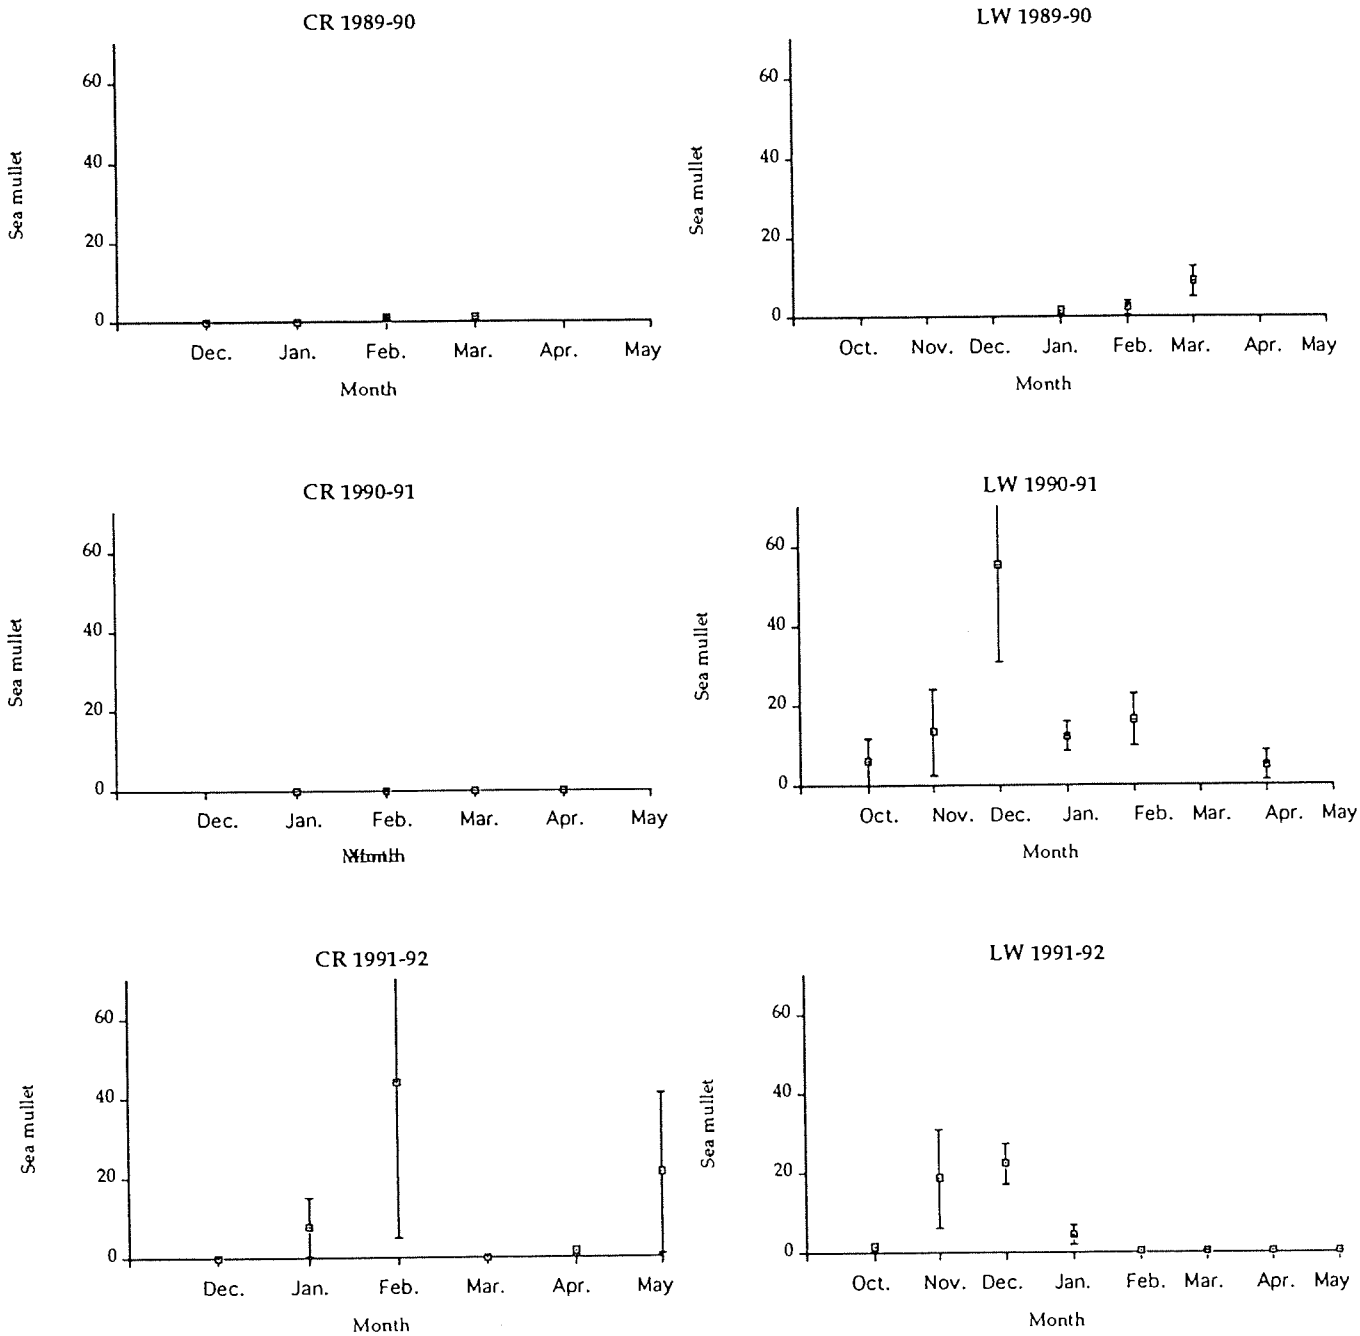 CR 1989-90
60
40
20
0
Sea mullet
Dec. Jan. Feb. Mar. Apr. May
Month
LW 1989-90
60
40
20
0
Sea mullet
Oct. Nov. Dec. Jan. Feb. Mar. Apr. May
Month
CR 1990-91
60
40
20
0
Sea mullet
Dec. Jan. Feb. Mar. Apr. May
LW 1990-91
60
40
20
0
Sea mullet
Oct. Nov. Dec. Jan. Feb. Mar. Apr. May
Month
CR 1991-92
60
40
20
0
Sea mullet
Dec. Jan. Feb. Mar. Apr. May
Month
LW 1991-92
60
40
20
0
Sea mullet
Oct. Nov. Dec. Jan. Feb. Mar. Apr. May
Month